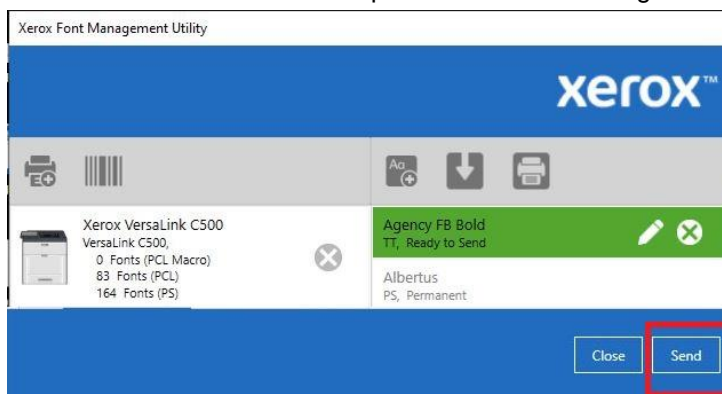 Xerox Font Management Utility
xerox™
Xerox VersaLink C500
VersaLink C500,
0 Fonts (PCL Macro)
83 Fonts (PCL)
164 Fonts (PS)
Aa
Agency FB Bold
TT, Ready to Send
Albertus
PS, Permanent
Close
Send